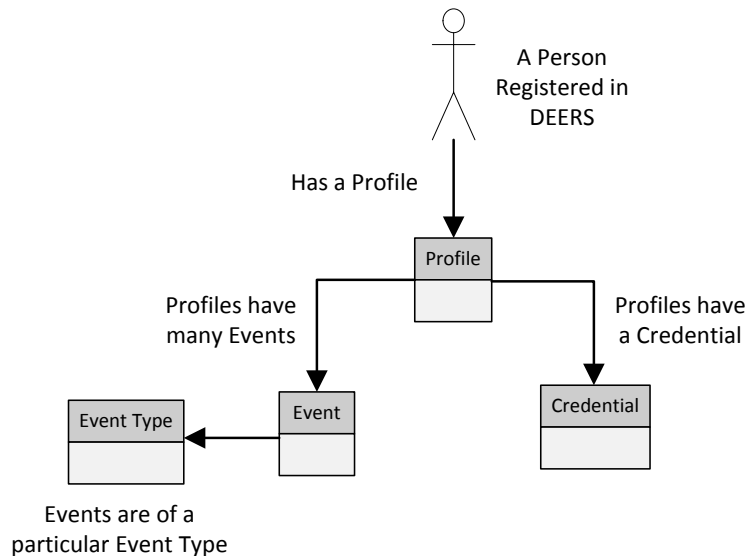 A Person
Registered in
DEERS
Has a Profile
Profile
Profiles have
many Events
Profiles have
a Credential
Event Type
Event
Credential
Events are of a
particular Event Type